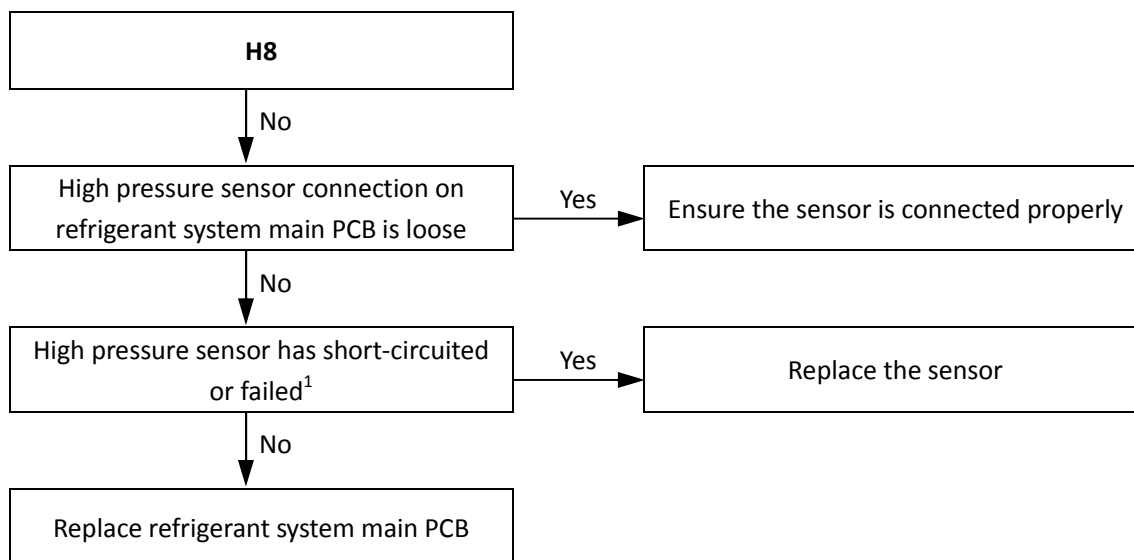 H8
No
High pressure sensor connection on
refrigerant system main PCB is loose
Yes
Ensure the sensor is connected properly
No
High pressure sensor has short-circuited
or failed1
Yes
Replace the sensor
No
Replace refrigerant system main PCB